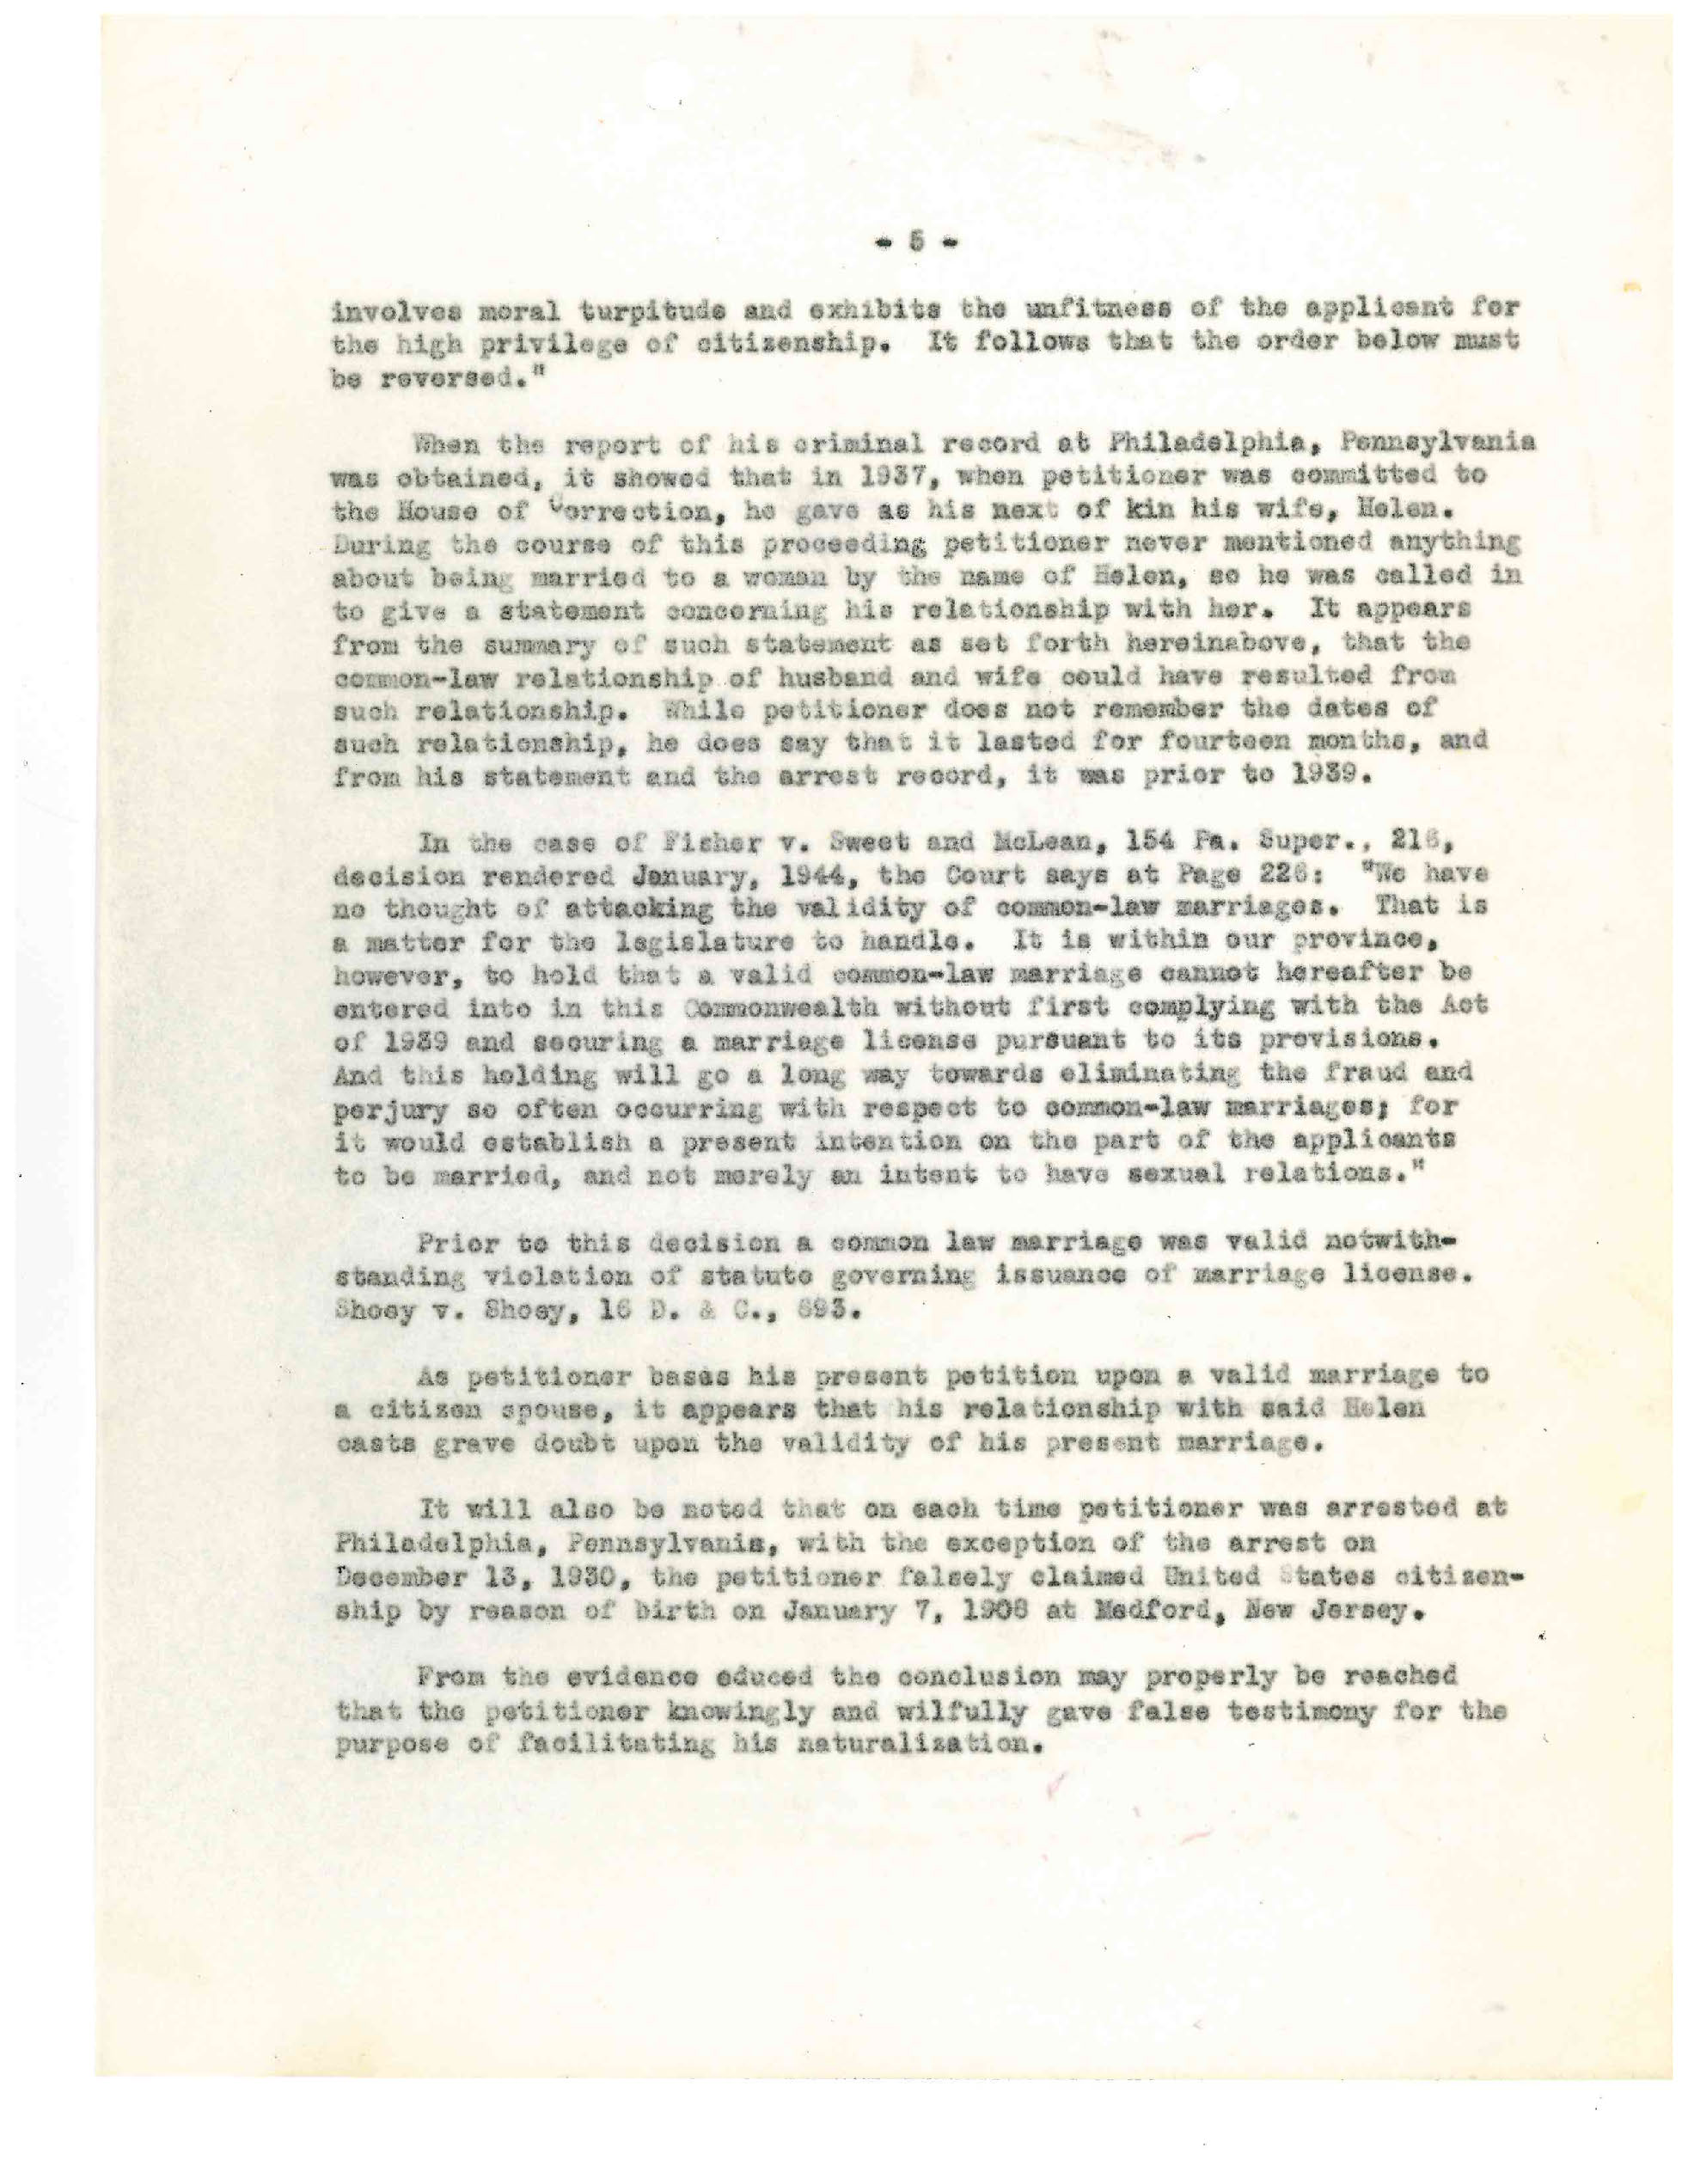 - 5 -
involves moral turpitude and exhibits the unfitness of the applicant for
the high privilege of citizenship. It follows that the order below must
be reversed."
When the report of his criminal record at Philadelphia, Pennsylvania
was obtained, it showed that in 1937, when petitioner was committed to
the House of Correction, he gave as his next of kin his wife, Helen.
During the course of this proceeding petitioner never mentioned anything
about being married to a woman by the name of Helen, so he was called in
to give a statement concerning his relationship with her. It appears
from the summary of such statement as set forth hereinabove, that the
common-law relationship of husband and wife could have resulted from
such relationship. While petitioner does not remember the dates of
such relationship, he does say that it lasted for fourteen months, and
from his statement and the arrest record, it was prior to 1939.
In the case of Fisher v. Sweet and McLean, 154 Pa. Super., 216,
decision rendered January, 1944, the Court says at Page 226: "We have
no thought of attacking the validity of common-law marriages. That is
a matter for the legislature to handle. It is within our province,
however, to hold that a valid common-law marriage cannot hereafter be
entered into in this Commonwealth without first complying with the Act
of 1939 and securing a marriage license pursuant to its provisions.
And this holding will go a long way towards eliminating the fraud and
perjury so often occurring with respect to common-law marriages; for
it would establish a present intention on the part of the applicants
to be married, and not merely an intent to have sexual relations."
Prior to this decision a common law marriage was valid notwith-
standing violation of statute governing issuance of marriage license.
Shoey v. Shoey, 16 D. & C., 693.
As petitioner bases his present petition upon a valid marriage to
a citizen spouse, it appears that his relationship with said Helen
casts grave doubt upon the validity of his present marriage.
It will also be noted that on each time petitioner was arrested at
Philadelphia, Pennsylvania, with the exception of the arrest on
December 13, 1930, the petitioner falsely claimed United States citizen-
ship by reason of birth on January 7, 1908 at Medford, New Jersey.
From the evidence educed the conclusion may properly be reached
that the petitioner knowingly and wilfully gave false testimony for the
purpose of facilitating his naturalization.